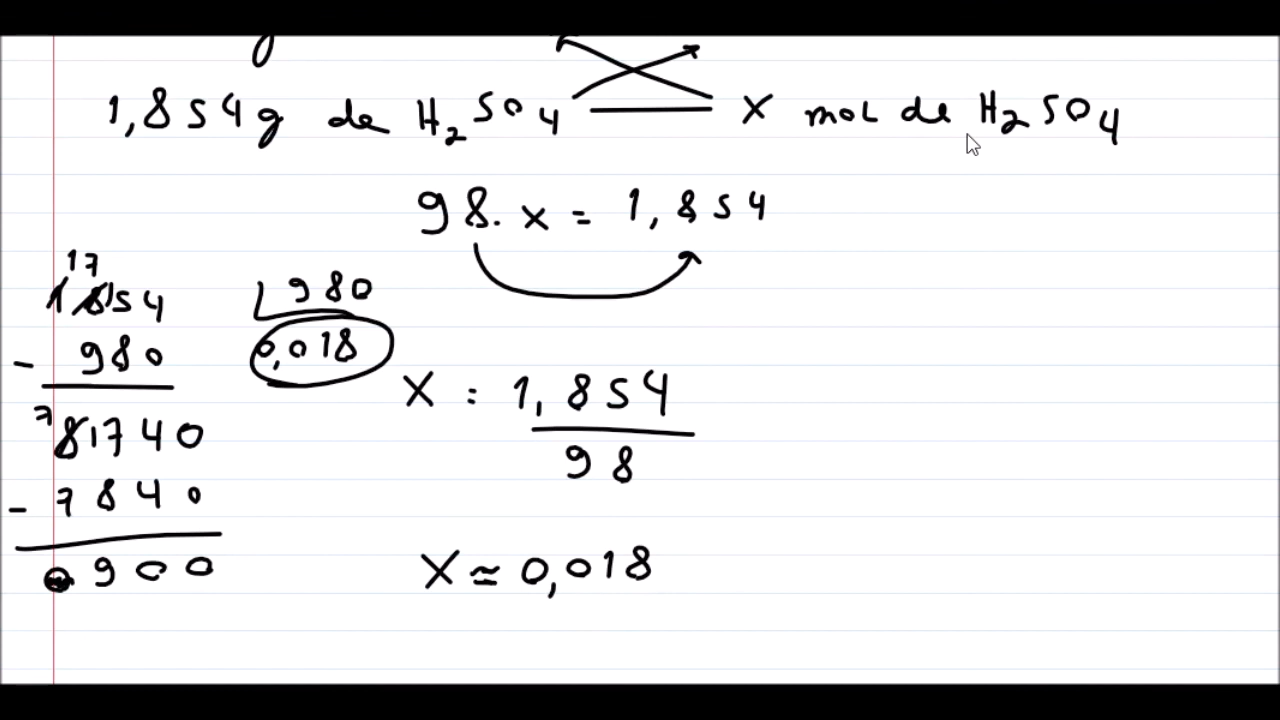 1,854g de H₂SO₄ — X mol de H₂SO₄
98. x = 1,854
17
1854 980
- 980 0,018
7
81740
- 7840
0900
X = 1,854
98
X ≃ 0,018